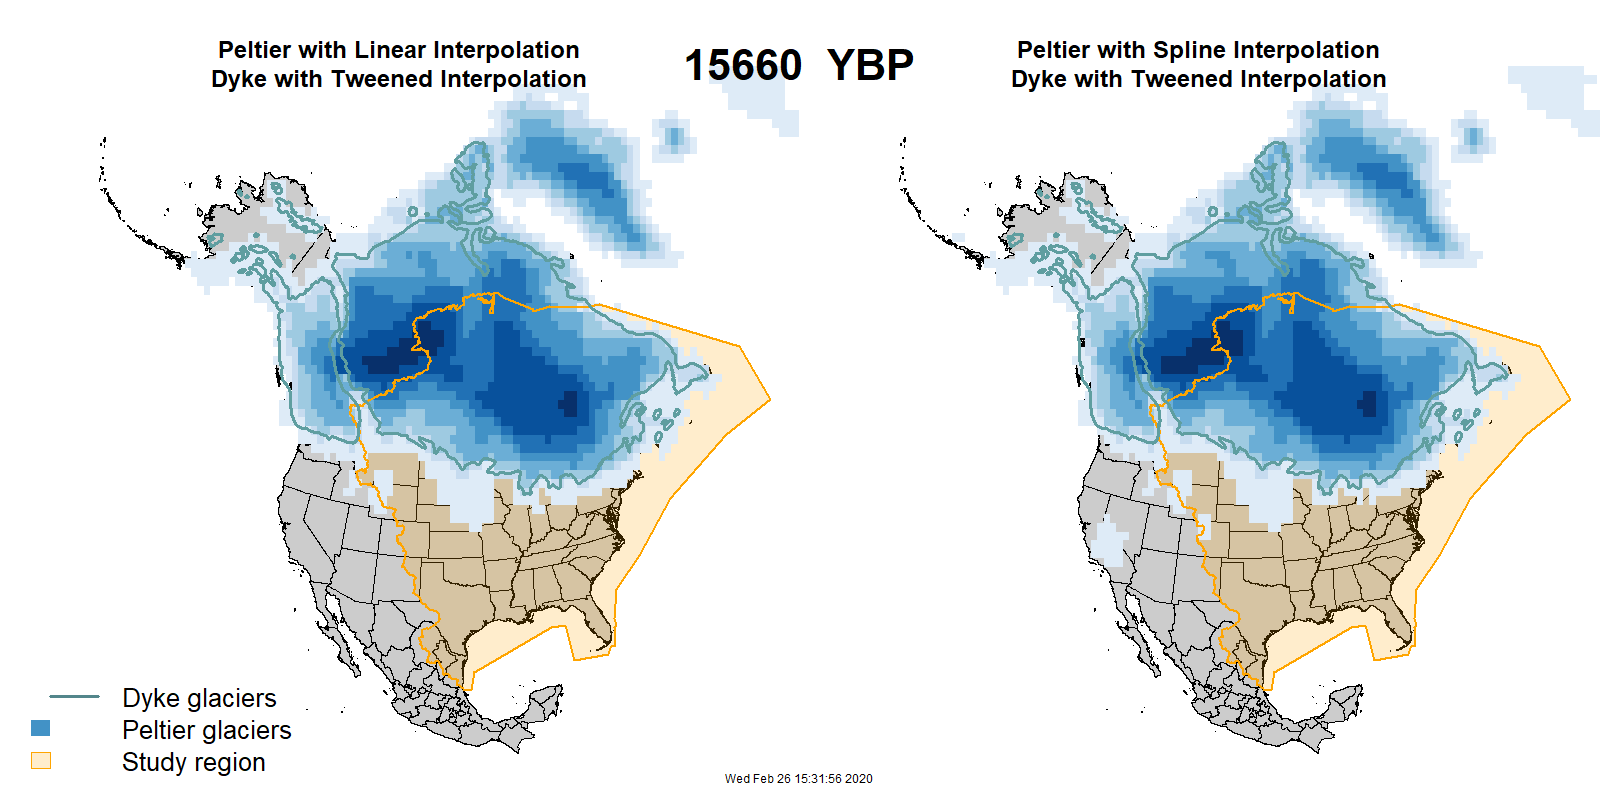 Peltier with Linear Interpolation
Dyke with Tweened Interpolation
15660 YBP
Peltier with Spline Interpolation
Dyke with Tweened Interpolation
Dyke glaciers
Peltier glaciers
Study region
Wed Feb 26 15:31:56 2020